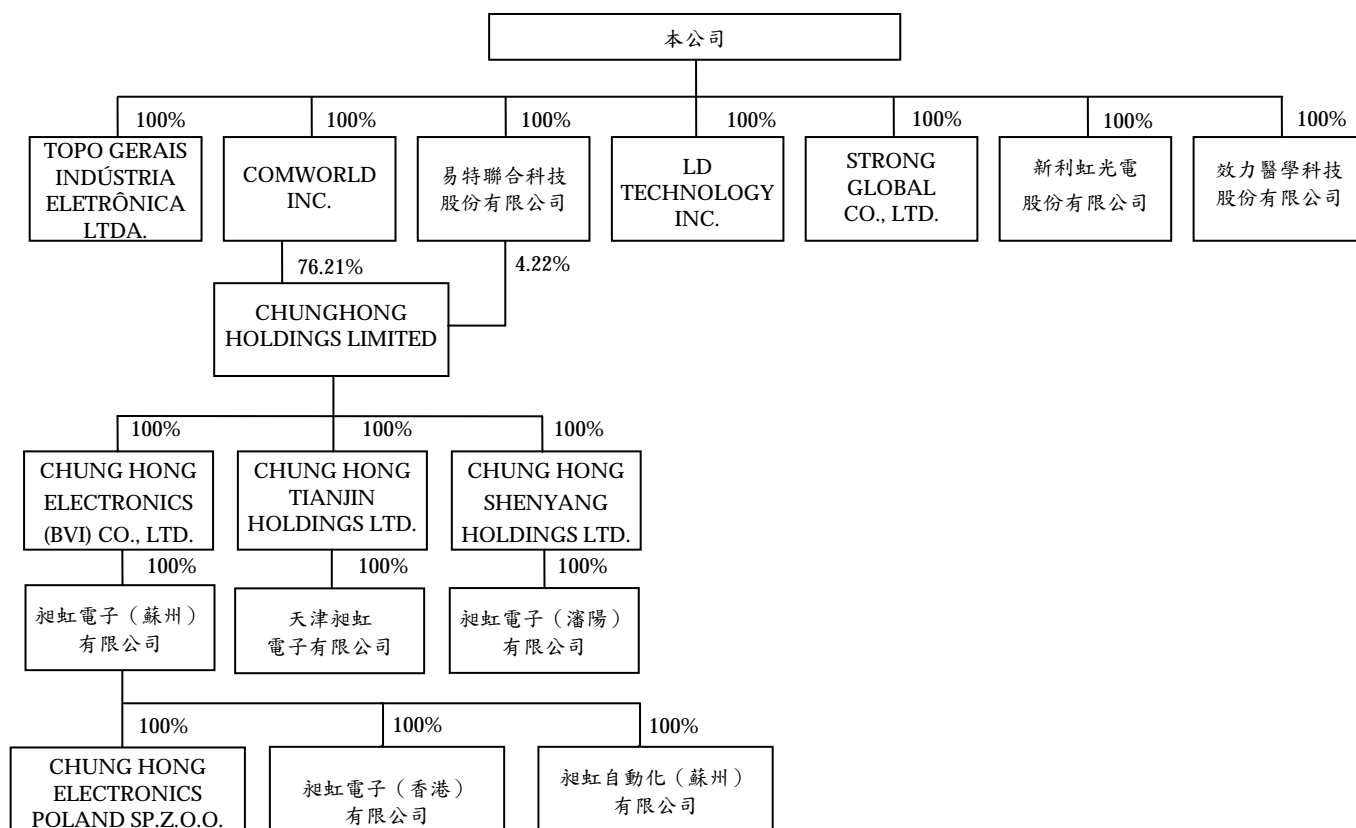 本公司
100%
100%
100%
100%
100%
100%
100%
TOPO GERAIS
INDÚSTRIA
ELETRÔNICA
LTDA.
COMWORLD
INC.
易特聯合科技
股份有限公司
LD
TECHNOLOGY
INC.
STRONG
GLOBAL
CO., LTD.
新利虹光電
股份有限公司
效力醫學科技
股份有限公司
76.21%
4.22%
CHUNGHONG
HOLDINGS LIMITED
100%
100%
100%
CHUNG HONG
ELECTRONICS
(BVI) CO., LTD.
CHUNG HONG
TIANJIN
HOLDINGS LTD.
CHUNG HONG
SHENYANG
HOLDINGS LTD.
100%
100%
100%
昶虹電子（蘇州）
有限公司
天津昶虹
電子有限公司
昶虹電子（瀋陽）
有限公司
100%
100%
100%
CHUNG HONG
ELECTRONICS
POLAND SP.Z.O.O.
昶虹電子（香港）
有限公司
昶虹自動化（蘇州）
有限公司